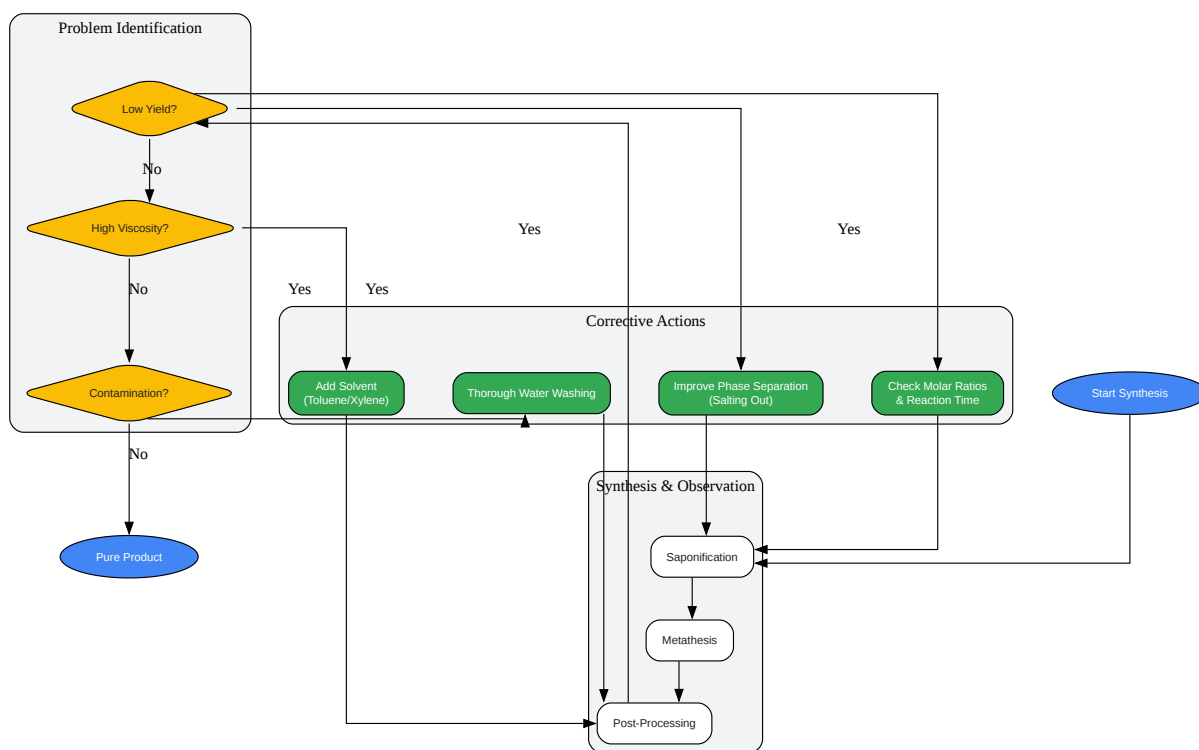 Problem Identification
Low Yield?
No
High Viscosity?
Yes
Yes
No
Yes
Yes
Corrective Actions
Contamination?
Add Solvent
(Toluene/Xylene)
Thorough Water Washing
Improve Phase Separation
(Salting Out)
Check Molar Ratios
& Reaction Time
Start Synthesis
No
Synthesis & Observation
Pure Product
Saponification
Metathesis
Post-Processing